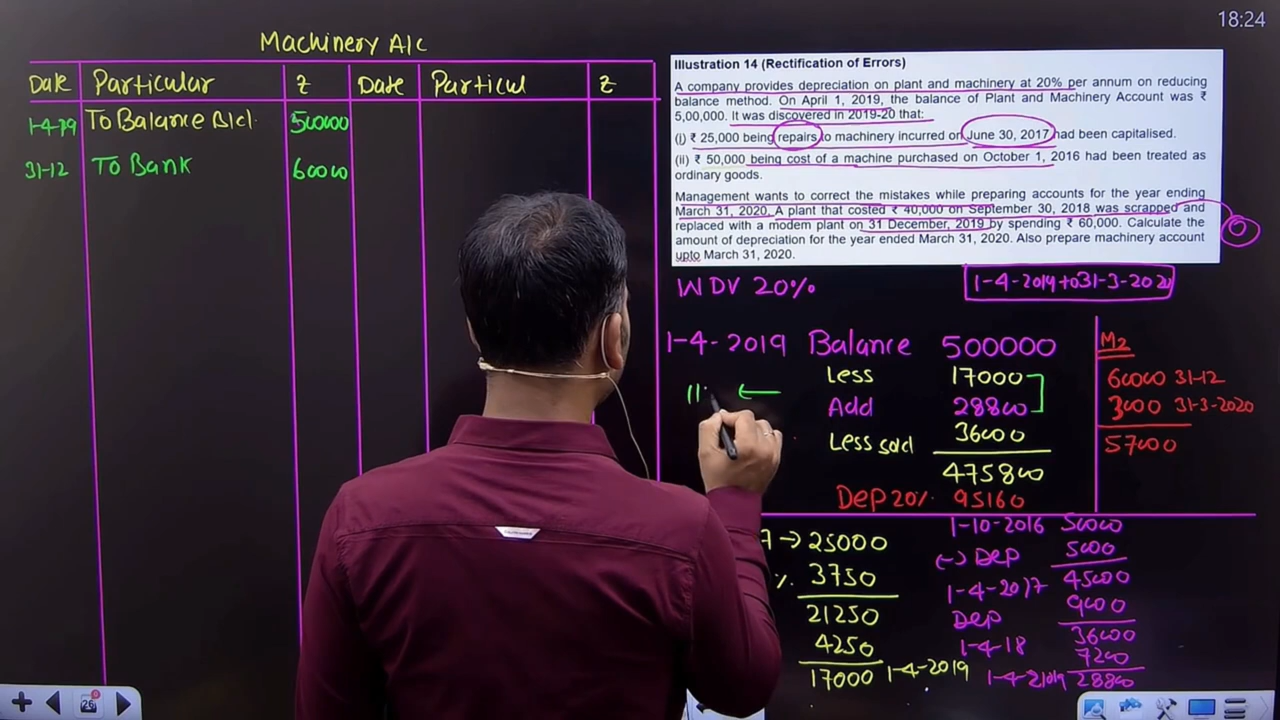 18:24
Machinery A/c
Date Particular ₹ Date Particul ₹
1-4-19 To Balance B/d. 500000
31-12 To Bank 60000
Illustration 14 (Rectification of Errors)
A company provides depreciation on plant and machinery at 20% per annum on reducing
balance method. On April 1, 2019, the balance of Plant and Machinery Account was ₹
5,00,000. It was discovered in 2019-20 that:
(i) ₹ 25,000 being repairs to machinery incurred on June 30, 2017 had been capitalised.
(ii) ₹ 50,000 being cost of a machine purchased on October 1, 2016 had been treated as
ordinary goods.
Management wants to correct the mistakes while preparing accounts for the year ending
March 31, 2020. A plant that costed ₹ 40,000 on September 30, 2018 was scrapped and
replaced with a modem plant on 31 December, 2019 by spending ₹ 60,000. Calculate the
amount of depreciation for the year ended March 31, 2020. Also prepare machinery account
upto March 31, 2020.
WDV 20%
1-4-2019 to 31-3-2020
1-4-2019 Balance 500000
Less 17000
11 ← Add 28800
Less sold 36000
475800
Dep 20%. 95160
M2
60000 31-12
3000 31-3-2020
57000
7 → 25000
%. 3750
21250
4250
17000 1-4-2019
1-10-2016 50000
(-) Dep 5000
1-4-2017 45000
Dep 9000
1-4-18 36000
7200
1-4-2019 28800
26